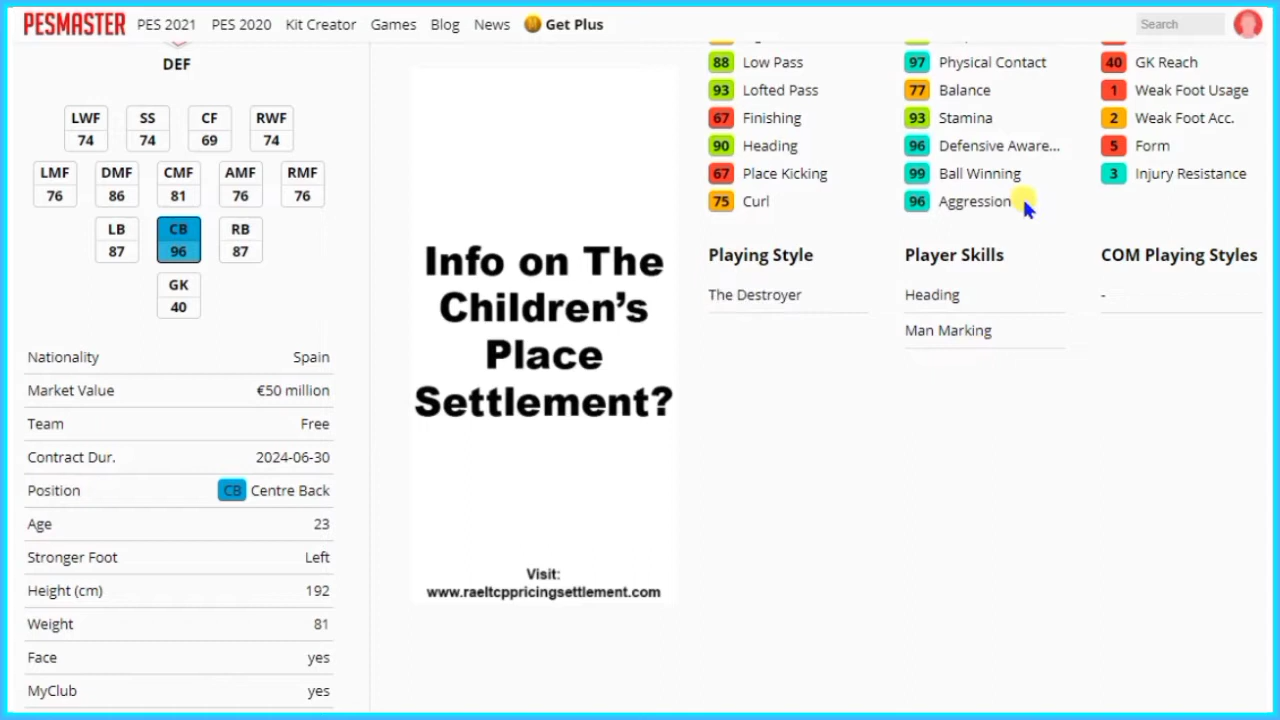 PESMASTER PES 2021 PES 2020 Kit Creator Games Blog News Get Plus Search
DEF
LWF SS CF RWF
74 74 69 74
LMF DMF CMF AMF RMF
76 86 81 76 76
LB CB RB
87 96 87
GK
40
Nationality Spain
Market Value €50 million
Team Free
Contract Dur. 2024-06-30
Position CB Centre Back
Age 23
Stronger Foot Left
Height (cm) 192
Weight 81
Face yes
MyClub yes
Info on The
Children’s
Place
Settlement?
Visit:
www.raeltcppricingsettlement.com
88 Low Pass
93 Lofted Pass
67 Finishing
90 Heading
67 Place Kicking
75 Curl
97 Physical Contact
77 Balance
93 Stamina
96 Defensive Aware...
99 Ball Winning
96 Aggression
40 GK Reach
1 Weak Foot Usage
2 Weak Foot Acc.
5 Form
3 Injury Resistance
Playing Style
The Destroyer
Player Skills
Heading
Man Marking
COM Playing Styles
-